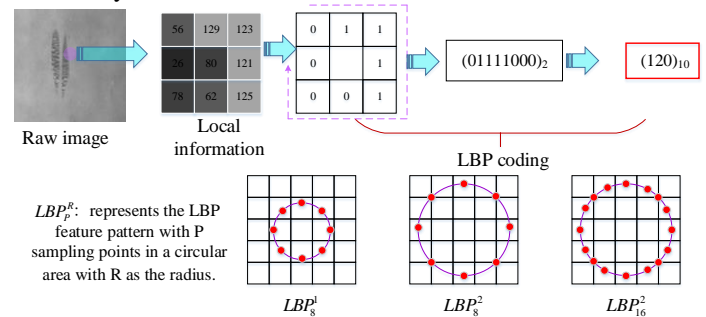 56 129 123
26 80 121
78 62 125
0 1 1
0 1
0 0 1
(01111000)₂
(120)₁₀
Raw image
Local
information
LBP coding
LBP_P^R: represents the LBP
feature pattern with P
sampling points in a circular
area with R as the radius.
LBP_8^1
LBP_8^2
LBP_16^2